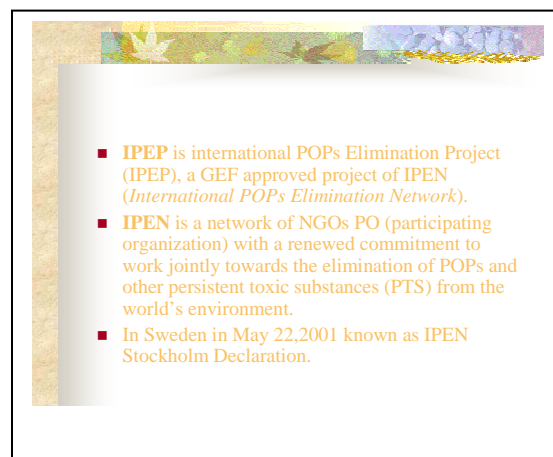 IPEP is international POPs Elimination Project
(IPEP), a GEF approved project of IPEN
(International POPs Elimination Network).
IPEN is a network of NGOs PO (participating
organization) with a renewed commitment to
work jointly towards the elimination of POPs and
other persistent toxic substances (PTS) from the
world's environment.
In Sweden in May 22,2001 known as IPEN
Stockholm Declaration.